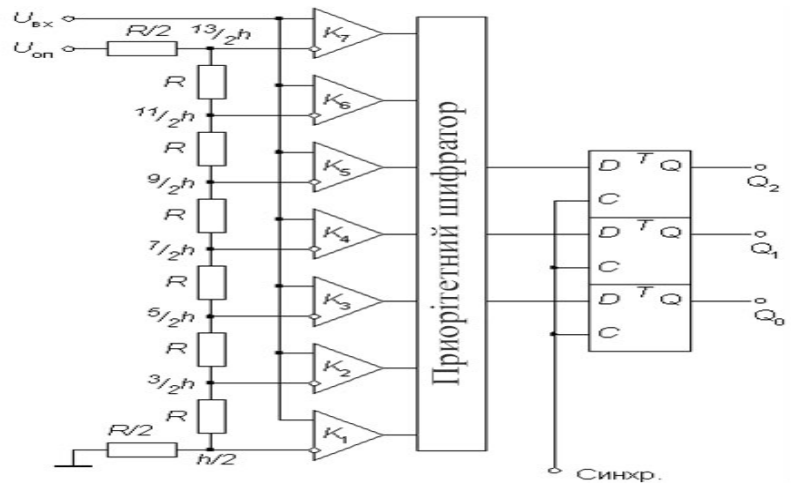 Uвх
R/2 13/2h K7
Uоп
R
11/2h K6
R
9/2h K5 D T Q Q2
R C
7/2h K4 D T Q Q1
R C
5/2h K3 D T Q Q0
R C
3/2h K2
R
R/2 h/2 K1
Приорітетний шифратор
Синхр.